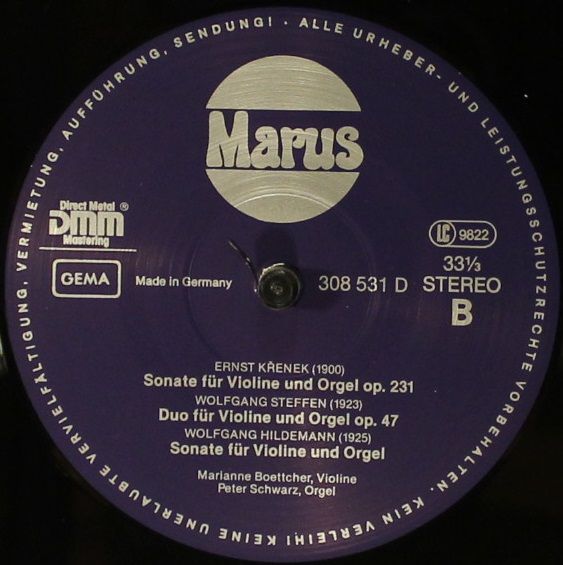 ALLE URHEBER- UND LEISTUNGSSCHUTZRECHTE VORBEHALTEN. KEIN VERLEIH! KEINE UNERLAUBTE VERVIELFÄLTIGUNG, VERMIETUNG, AUFFÜHRUNG, SENDUNG! ·
Marus
Direct Metal ®
DMM
Mastering
LC 9822
GEMA
Made in Germany
308 531 D
33⅓
STEREO
B
ERNST KŘENEK (1900)
Sonate für Violine und Orgel op. 231
WOLFGANG STEFFEN (1923)
Duo für Violine und Orgel op. 47
WOLFGANG HILDEMANN (1925)
Sonate für Violine und Orgel
Marianne Boettcher, Violine
Peter Schwarz, Orgel